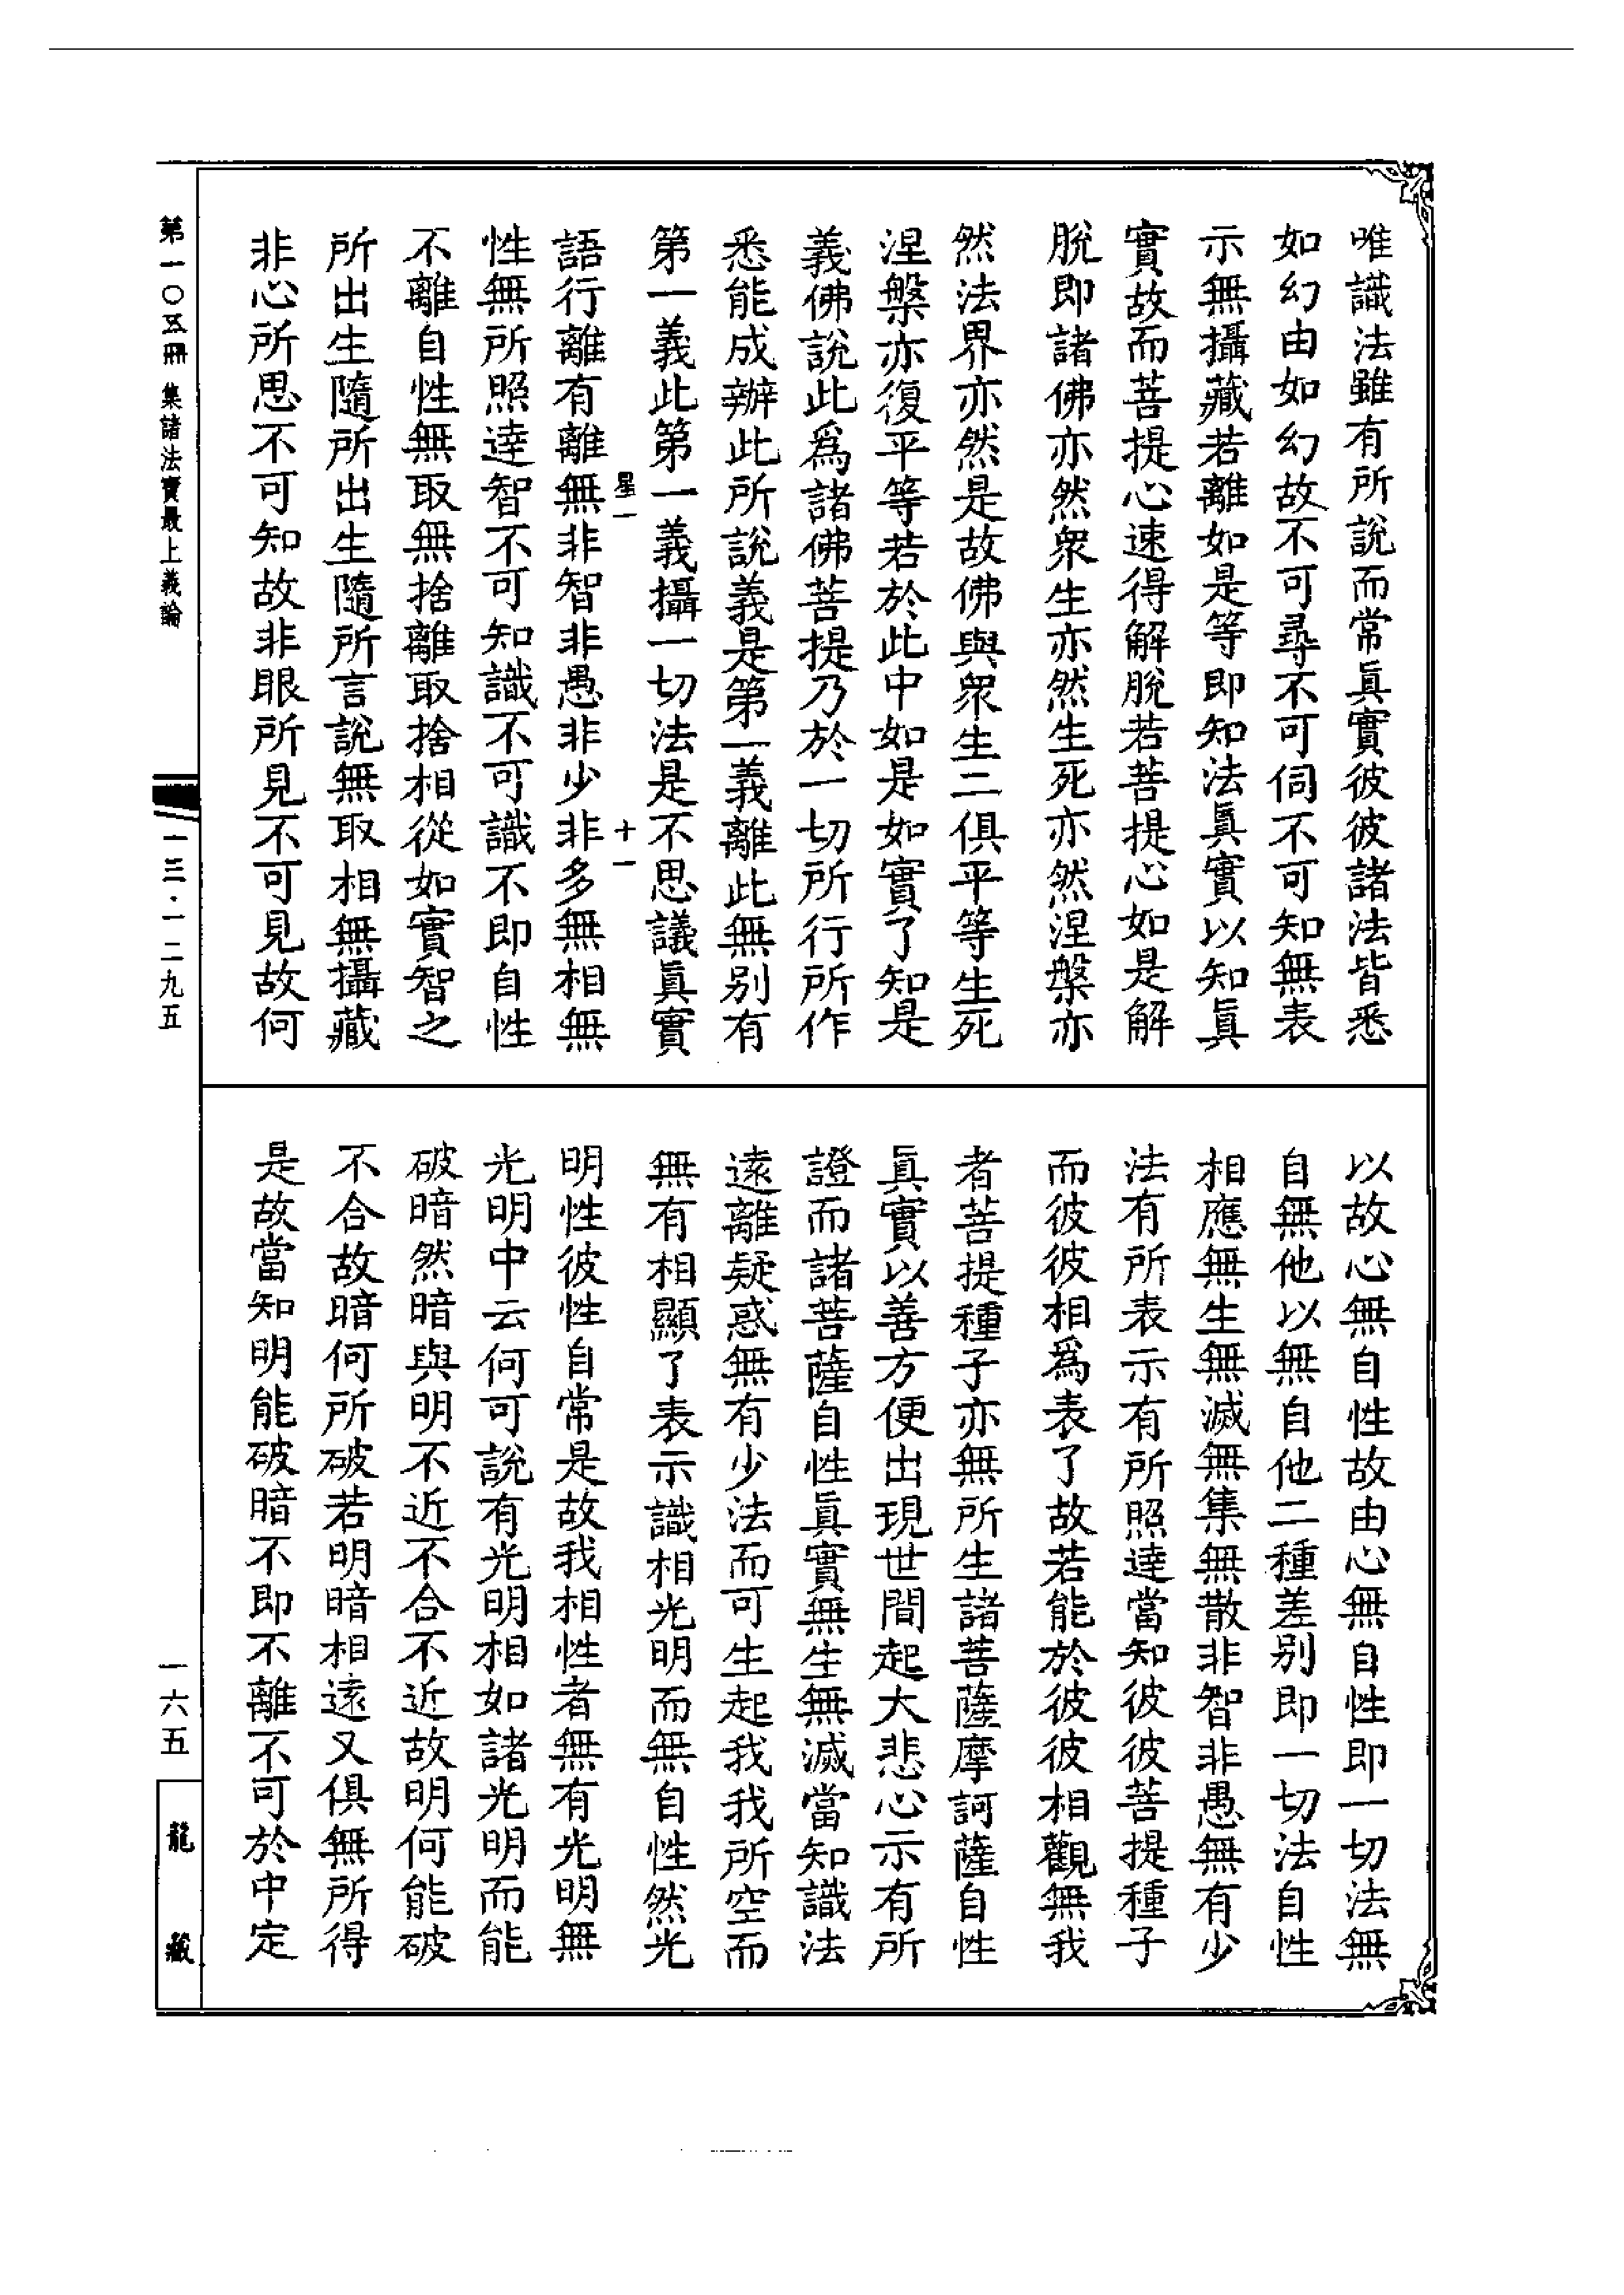 唯識法雖有所說而常眞實彼彼諸法皆悉
如幻由如幻故不可尋不可伺不可知無表
示無攝藏若離如是等即知法眞實以知眞
實故而菩提心速得解脫若菩提心如是解
脫即諸佛亦然衆生亦然生死亦然涅槃亦
然法界亦然是故佛與衆生二俱平等生死
涅槃亦復平等若於此中如是如實了知是
義佛說此爲諸佛菩提乃於一切所行所作
悉能成辦此所說義是第一義離此無別有
第一義此第一義攝一切法是不思議眞實
星一 十一
語行離有離無非智非愚非少非多無相無
性無所照達智不可知識不可識不即自性
不離自性無取無捨離取捨相從如實智之
所出生隨所出生隨所言說無取相無攝藏
非心所思不可知故非眼所見不可見故何
以故心無自性故由心無自性即一切法無
自無他以無自他二種差別即一切法自性
相應無生無滅無集無散非智非愚無有少
法有所表示有所照達當知彼彼菩提種子
而彼彼相爲表了故若能於彼彼相觀無我
者菩提種子亦無所生諸菩薩摩訶薩自性
眞實以善方便出現世間起大悲心示有所
證而諸菩薩自性眞實無生無滅當知識法
遠離疑惑無有少法而可生起我我所空而
無有相顯了表示識相光明而無自性然光
明性彼性自常是故我相性者無有光明無
光明中云何可說有光明相如諸光明而能
破暗然暗與明不近不合不近故明何能破
不合故暗何所破若明暗相遠又俱無所得
是故當知明能破暗不即不離不可於中定
第一〇五冊 集諸法寶最上義論
一三·一二九五
一六五
龍藏